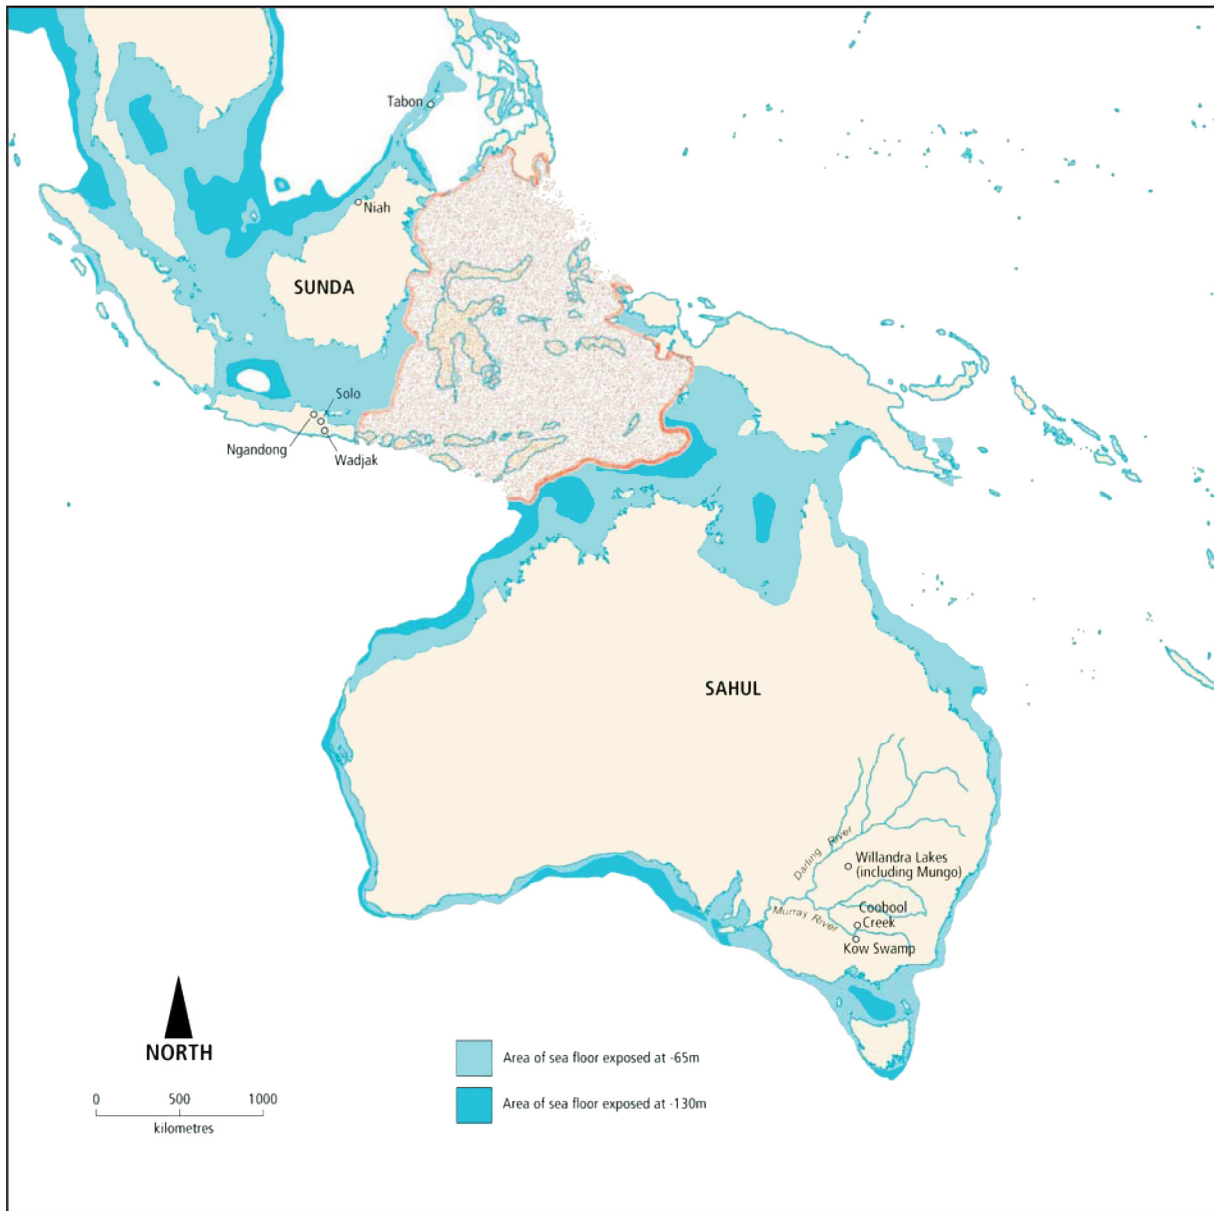 Tabon
Niah
SUNDA
Solo
Ngandong
Wadjak
SAHUL
Darling River
Willandra Lakes
(including Mungo)
Murray River
Coobool
Creek
Kow Swamp
NORTH
0 500 1000
kilometres
Area of sea floor exposed at -65m
Area of sea floor exposed at -130m